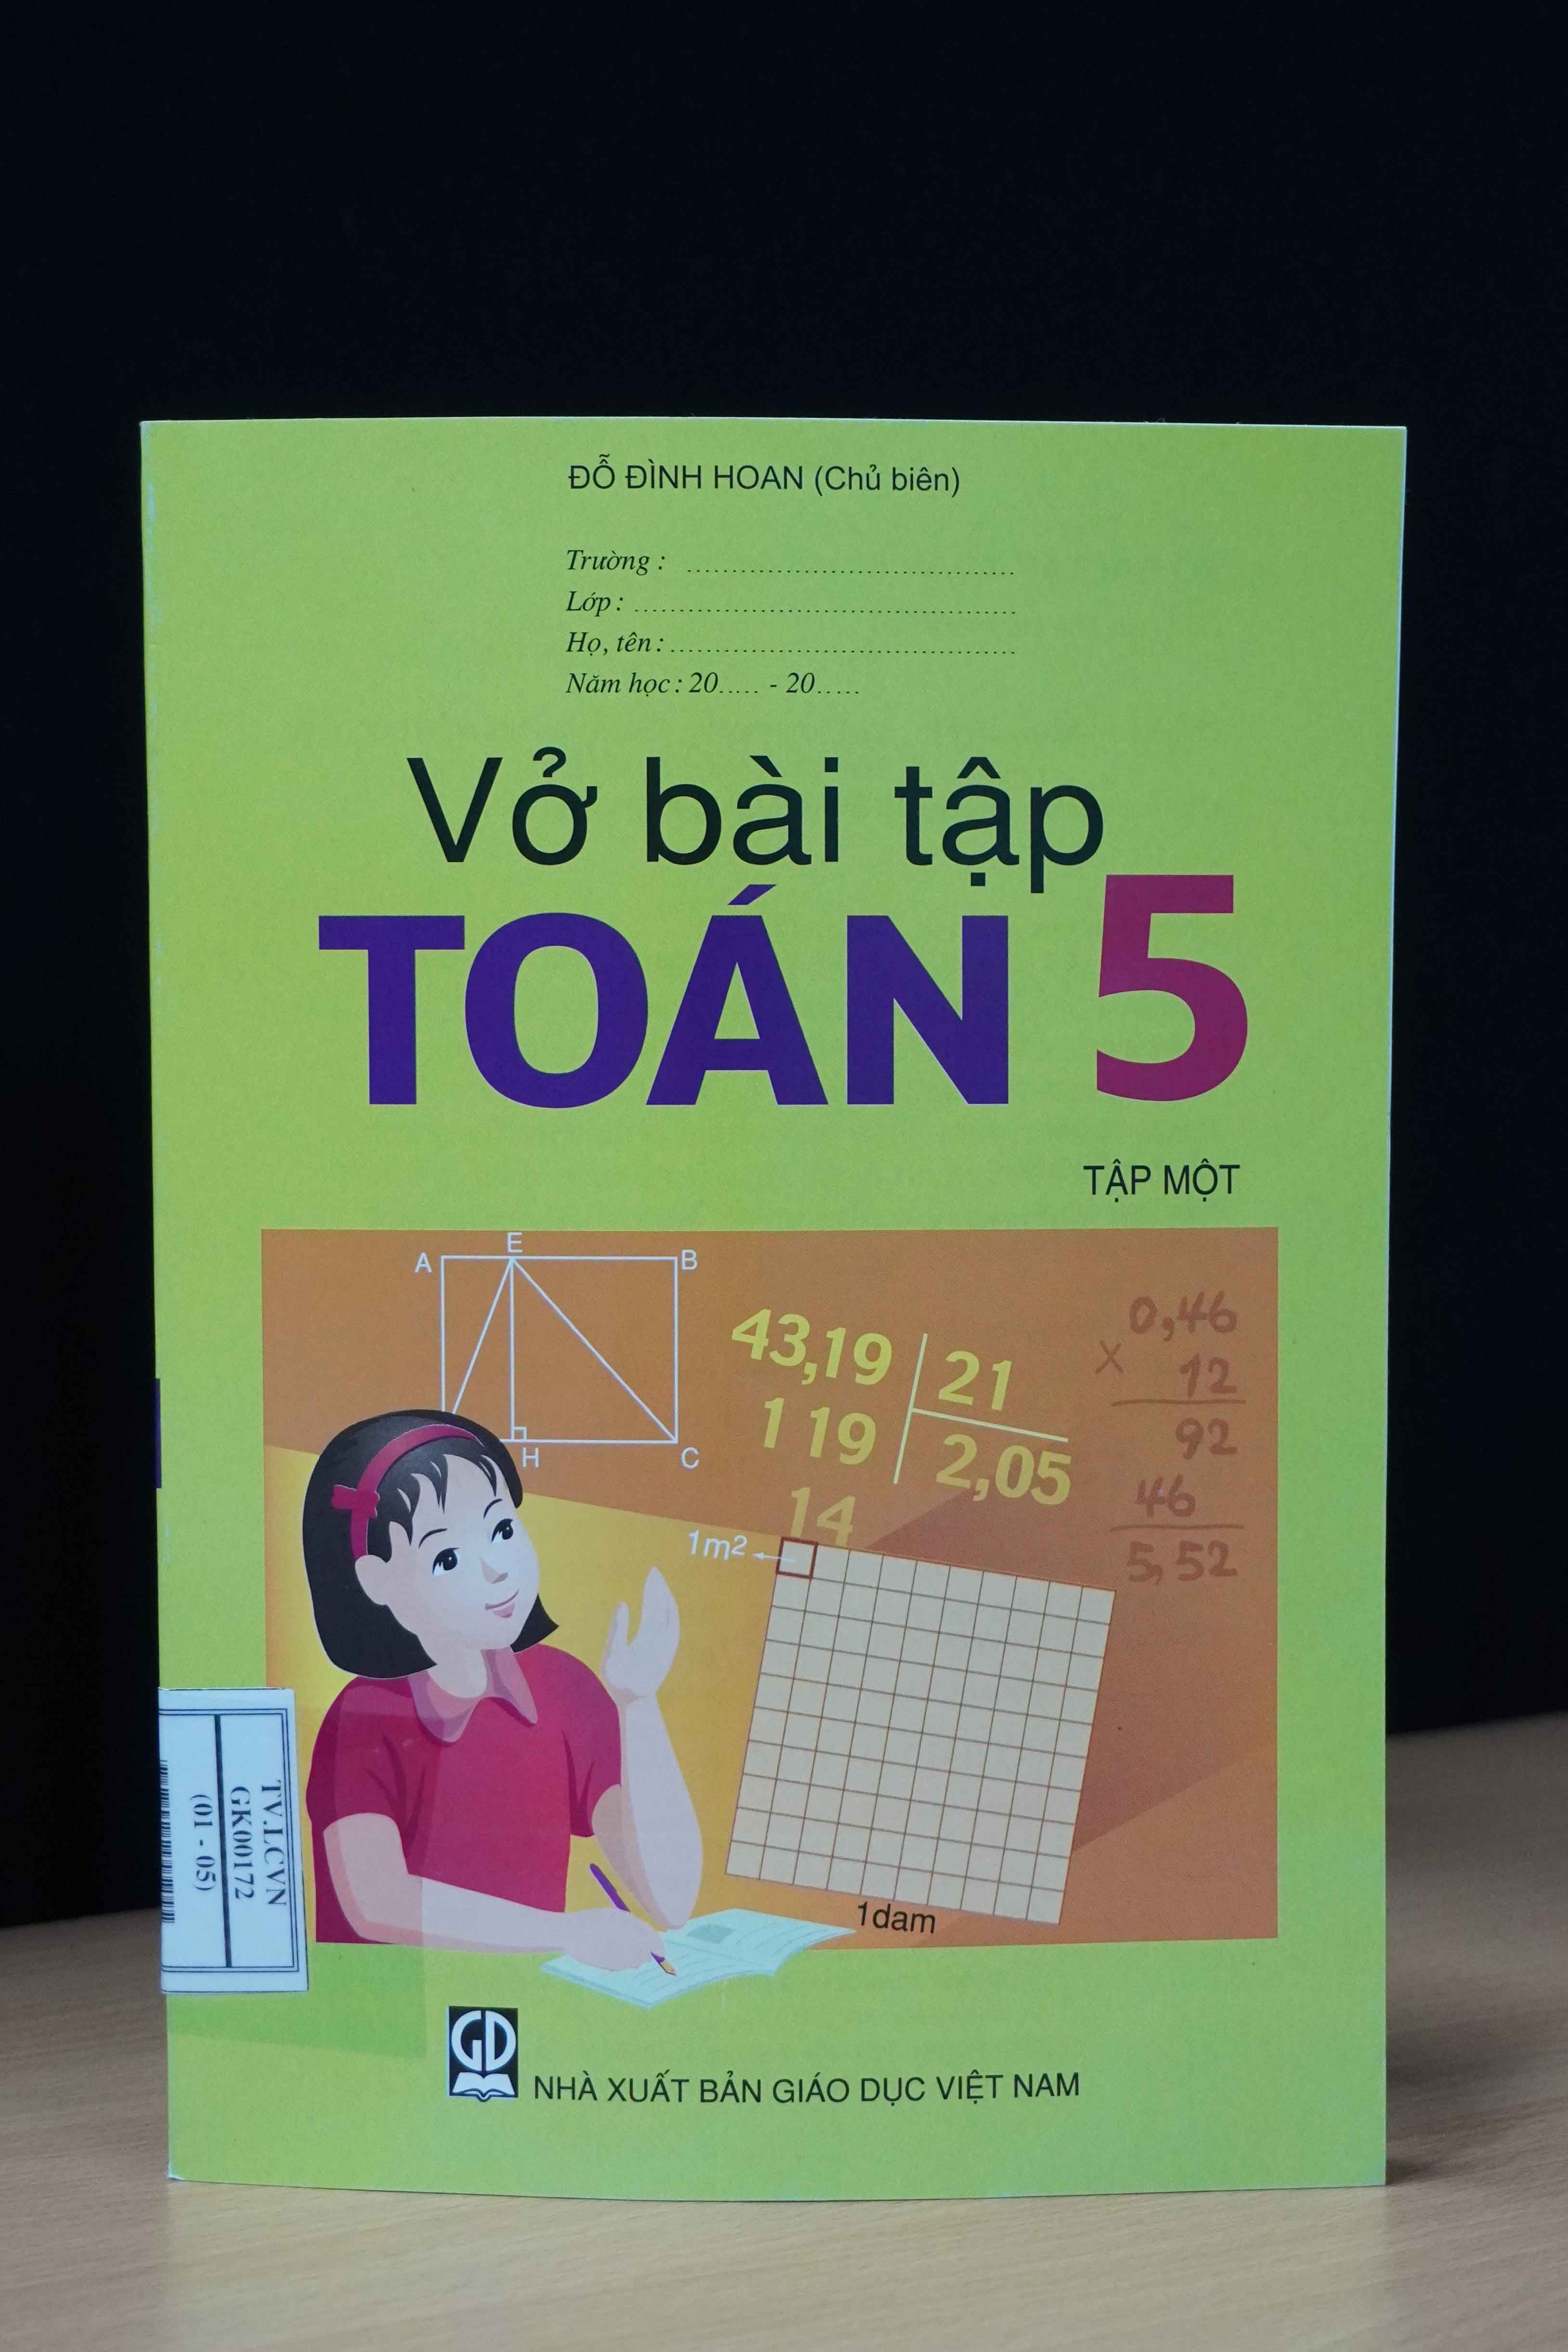 ĐỖ ĐÌNH HOAN (Chủ biên)
Trường : ....................................
Lớp : ..........................................
Họ, tên : ......................................
Năm học : 20..... - 20.....
Vở bài tập
TOÁN 5
TẬP MỘT
A E B
H C
43,19 21
1 19 2,05
14
0,46
x 12
92
46
5,52
1m2
1dam
TV.LCVN
GK00172
(01 - 05)
GD
NHÀ XUẤT BẢN GIÁO DỤC VIỆT NAM